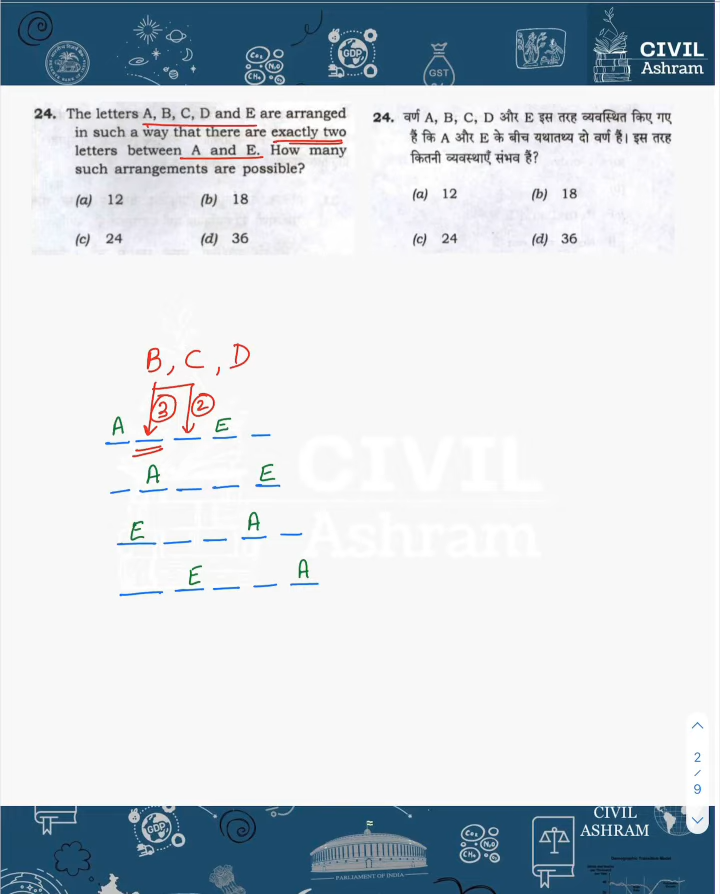 GST
GDP
CIVIL
Ashram
24. The letters A, B, C, D and E are arranged
in such a way that there are exactly two
letters between A and E. How many
such arrangements are possible?
(a) 12 (b) 18
(c) 24 (d) 36
24. वर्ण A, B, C, D और E इस तरह व्यवस्थित किए गए
हैं कि A और E के बीच यथातथ्य दो वर्ण हैं। इस तरह
कितनी व्यवस्थाएँ संभव हैं?
(a) 12 (b) 18
(c) 24 (d) 36
B, C, D
3 2
A E
A E
E A
E A
CIVIL
Ashram
2
/
9
GDP
PARLIAMENT OF INDIA
CIVIL
ASHRAM